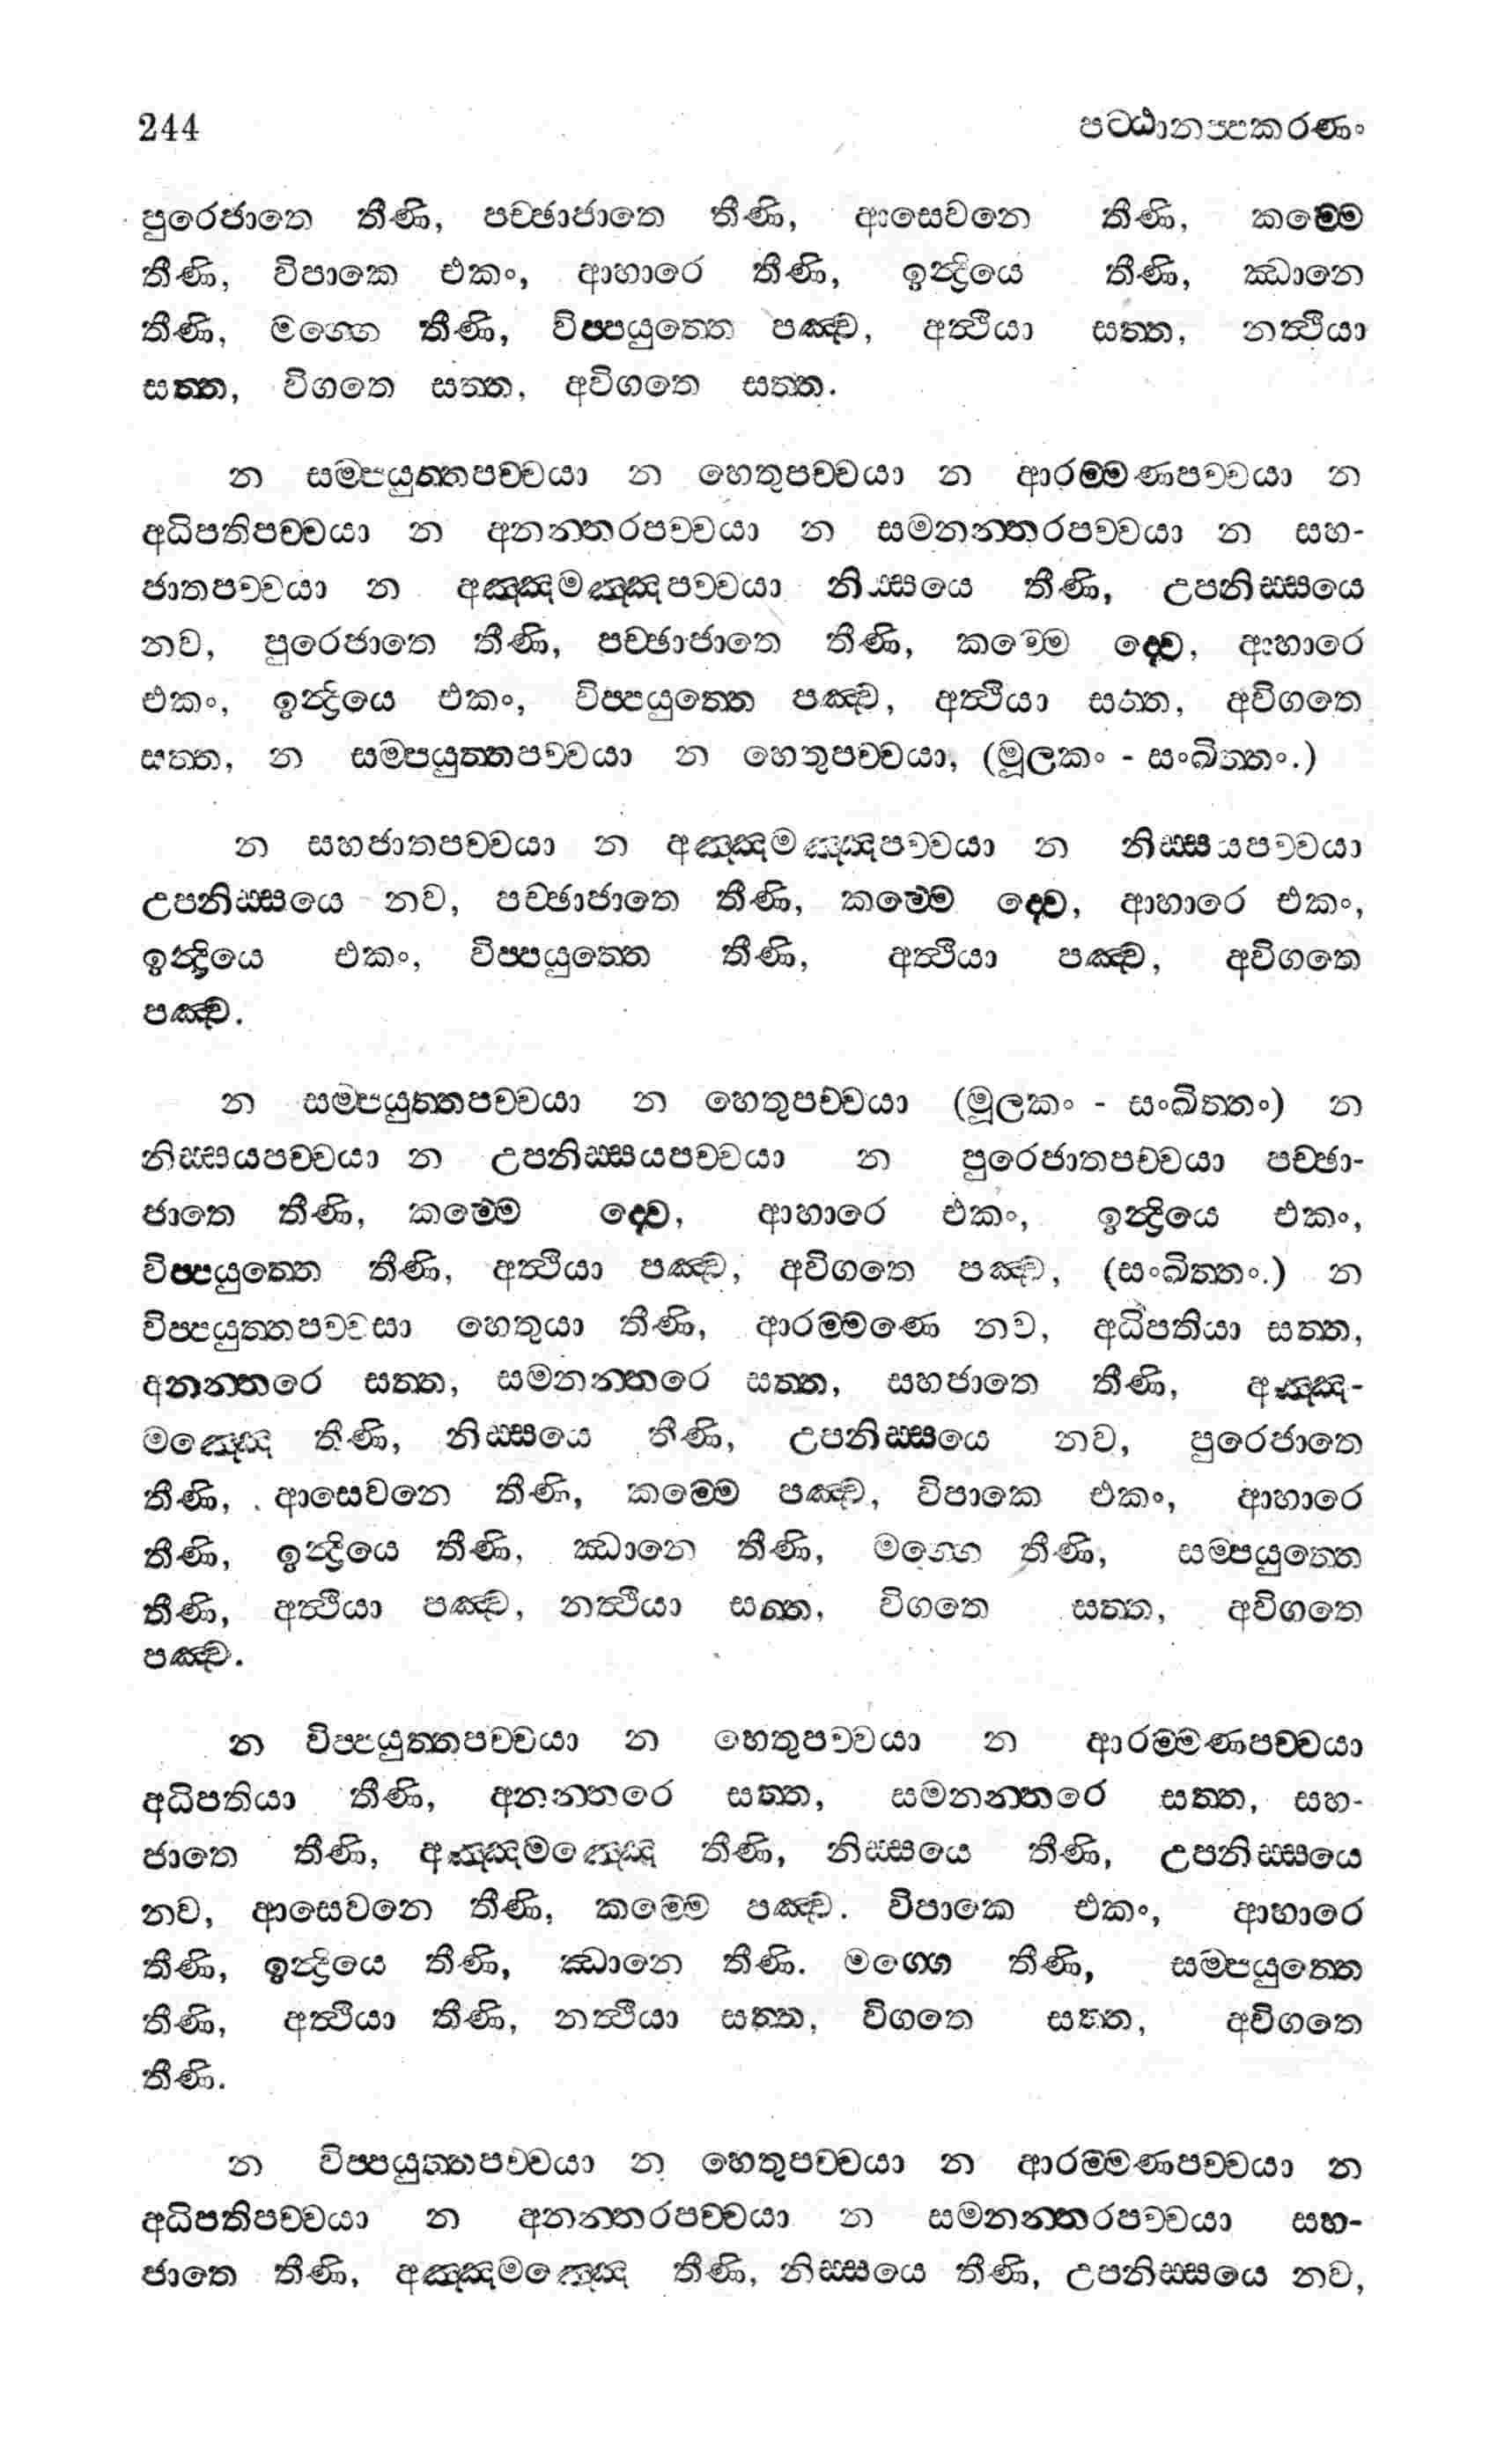 244 පට්ඨානප්පකරණං
පුරෙජාතෙ තීණි, පච්ඡාජාතෙ තීණි, ආසෙවනෙ තීණි, කම්මෙ
තීණි, විපාකෙ එකං, ආහාරෙ තීණි, ඉන්ද්‍රියෙ තීණි, ඣානෙ
තීණි, මග්ගෙ තීණි, විප්පයුත්තෙ පඤ්ච, අත්ථියා සත්ත, නත්ථියා
සත්ත, විගතෙ සත්ත, අවිගතෙ සත්ත.
න සම්පයුත්තපච්චයා න හෙතුපච්චයා න ආරම්මණපච්චයා න
අධිපතිපච්චයා න අනන්තරපච්චයා න සමනන්තරපච්චයා න සහ-
ජාතපච්චයා න අඤ්ඤමඤ්ඤපච්චයා නිස්සයෙ තීණි, උපනිස්සයෙ
නව, පුරෙජාතෙ තීණි, පච්ඡාජාතෙ තීණි, කම්මෙ ද්වෙ, ආහාරෙ
එකං, ඉන්ද්‍රියෙ එකං, විප්පයුත්තෙ පඤ්ච, අත්ථියා සත්ත, අවිගතෙ
සත්ත, න සම්පයුත්තපච්චයා න හෙතුපච්චයා, (මූලකං - සංඛිත්තං.)
න සහජාතපච්චයා න අඤ්ඤමඤ්ඤපච්චයා න නිස්සයපච්චයා
උපනිස්සයෙ නව, පච්ඡාජාතෙ තීණි, කම්මෙ ද්වෙ, ආහාරෙ එකං,
ඉන්ද්‍රියෙ එකං, විප්පයුත්තෙ තීණි, අත්ථියා පඤ්ච, අවිගතෙ
පඤ්ච.
න සම්පයුත්තපච්චයා න හෙතුපච්චයා (මූලකං - සංඛිත්තං) න
නිස්සයපච්චයා න උපනිස්සයපච්චයා න පුරෙජාතපච්චයා පච්ඡා-
ජාතෙ තීණි, කම්මෙ ද්වෙ, ආහාරෙ එකං, ඉන්ද්‍රියෙ එකං,
විප්පයුත්තෙ තීණි, අත්ථියා පඤ්ච, අවිගතෙ පඤ්ච, (සංඛිත්තං.) න
විප්පයුත්තපච්චසා හෙතුයා තීණි, ආරම්මණෙ නව, අධිපතියා සත්ත,
අනන්තරෙ සත්ත, සමනන්තරෙ සත්ත, සහජාතෙ තීණි, අඤ්ඤ-
මඤ්ඤෙ තීණි, නිස්සයෙ තීණි, උපනිස්සයෙ නව, පුරෙජාතෙ
තීණි, ආසෙවනෙ තීණි, කම්මෙ පඤ්ච, විපාකෙ එකං, ආහාරෙ
තීණි, ඉන්ද්‍රියෙ තීණි, ඣානෙ තීණි, මග්ගෙ තීණි, සම්පයුත්තෙ
තීණි, අත්ථියා පඤ්ච, නත්ථියා සත්ත, විගතෙ සත්ත, අවිගතෙ
පඤ්ච.
න විප්පයුත්තපච්චයා න හෙතුපච්චයා න ආරම්මණපච්චයා
අධිපතියා තීණි, අනන්තරෙ සත්ත, සමනන්තරෙ සත්ත, සහ-
ජාතෙ තීණි, අඤ්ඤමඤ්ඤෙ තීණි, නිස්සයෙ තීණි, උපනිස්සයෙ
නව, ආසෙවනෙ තීණි, කම්මෙ පඤ්ච. විපාකෙ එකං, ආහාරෙ
තීණි, ඉන්ද්‍රියෙ තීණි, ඣානෙ තීණි. මග්ගෙ තීණි, සම්පයුත්තෙ
තීණි, අත්ථියා තීණි, නත්ථියා සත්ත, විගතෙ සත්ත, අවිගතෙ
තීණි.
න විප්පයුත්තපච්චයා න හෙතුපච්චයා න ආරම්මණපච්චයා න
අධිපතිපච්චයා න අනන්තරපච්චයා න සමනන්තරපච්චයා සහ-
ජාතෙ තීණි, අඤ්ඤමඤ්ඤෙ තීණි, නිස්සයෙ තීණි, උපනිස්සයෙ නව,